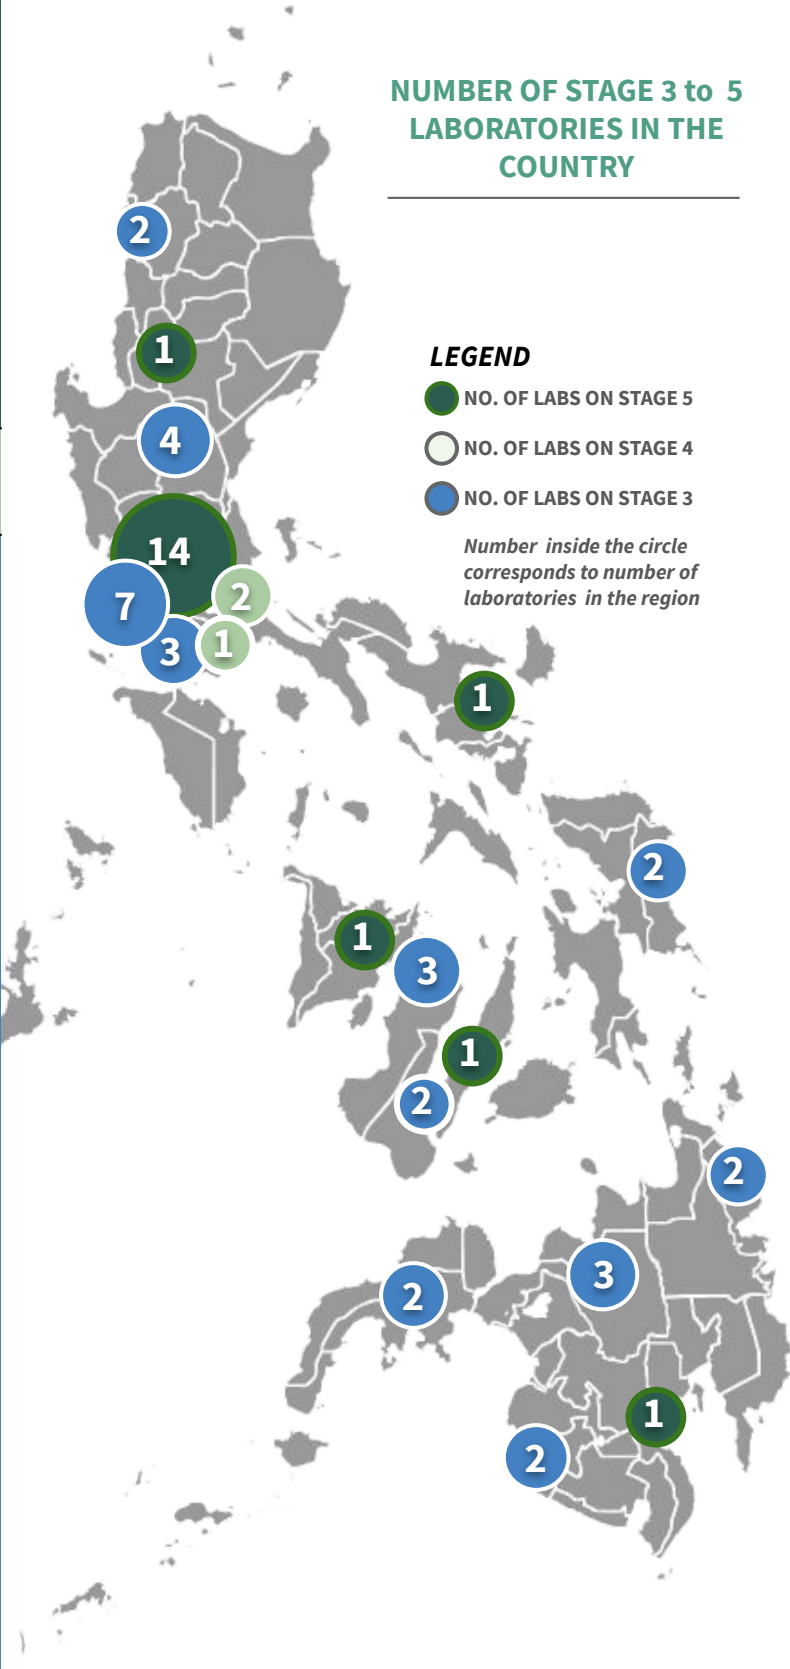 NUMBER OF STAGE 3 to 5
LABORATORIES IN THE
COUNTRY
2
1
LEGEND
NO. OF LABS ON STAGE 5
4
NO. OF LABS ON STAGE 4
NO. OF LABS ON STAGE 3
14
Number inside the circle
corresponds to number of
laboratories in the region
7
2
3
1
1
2
1
3
1
2
2
3
2
1
2